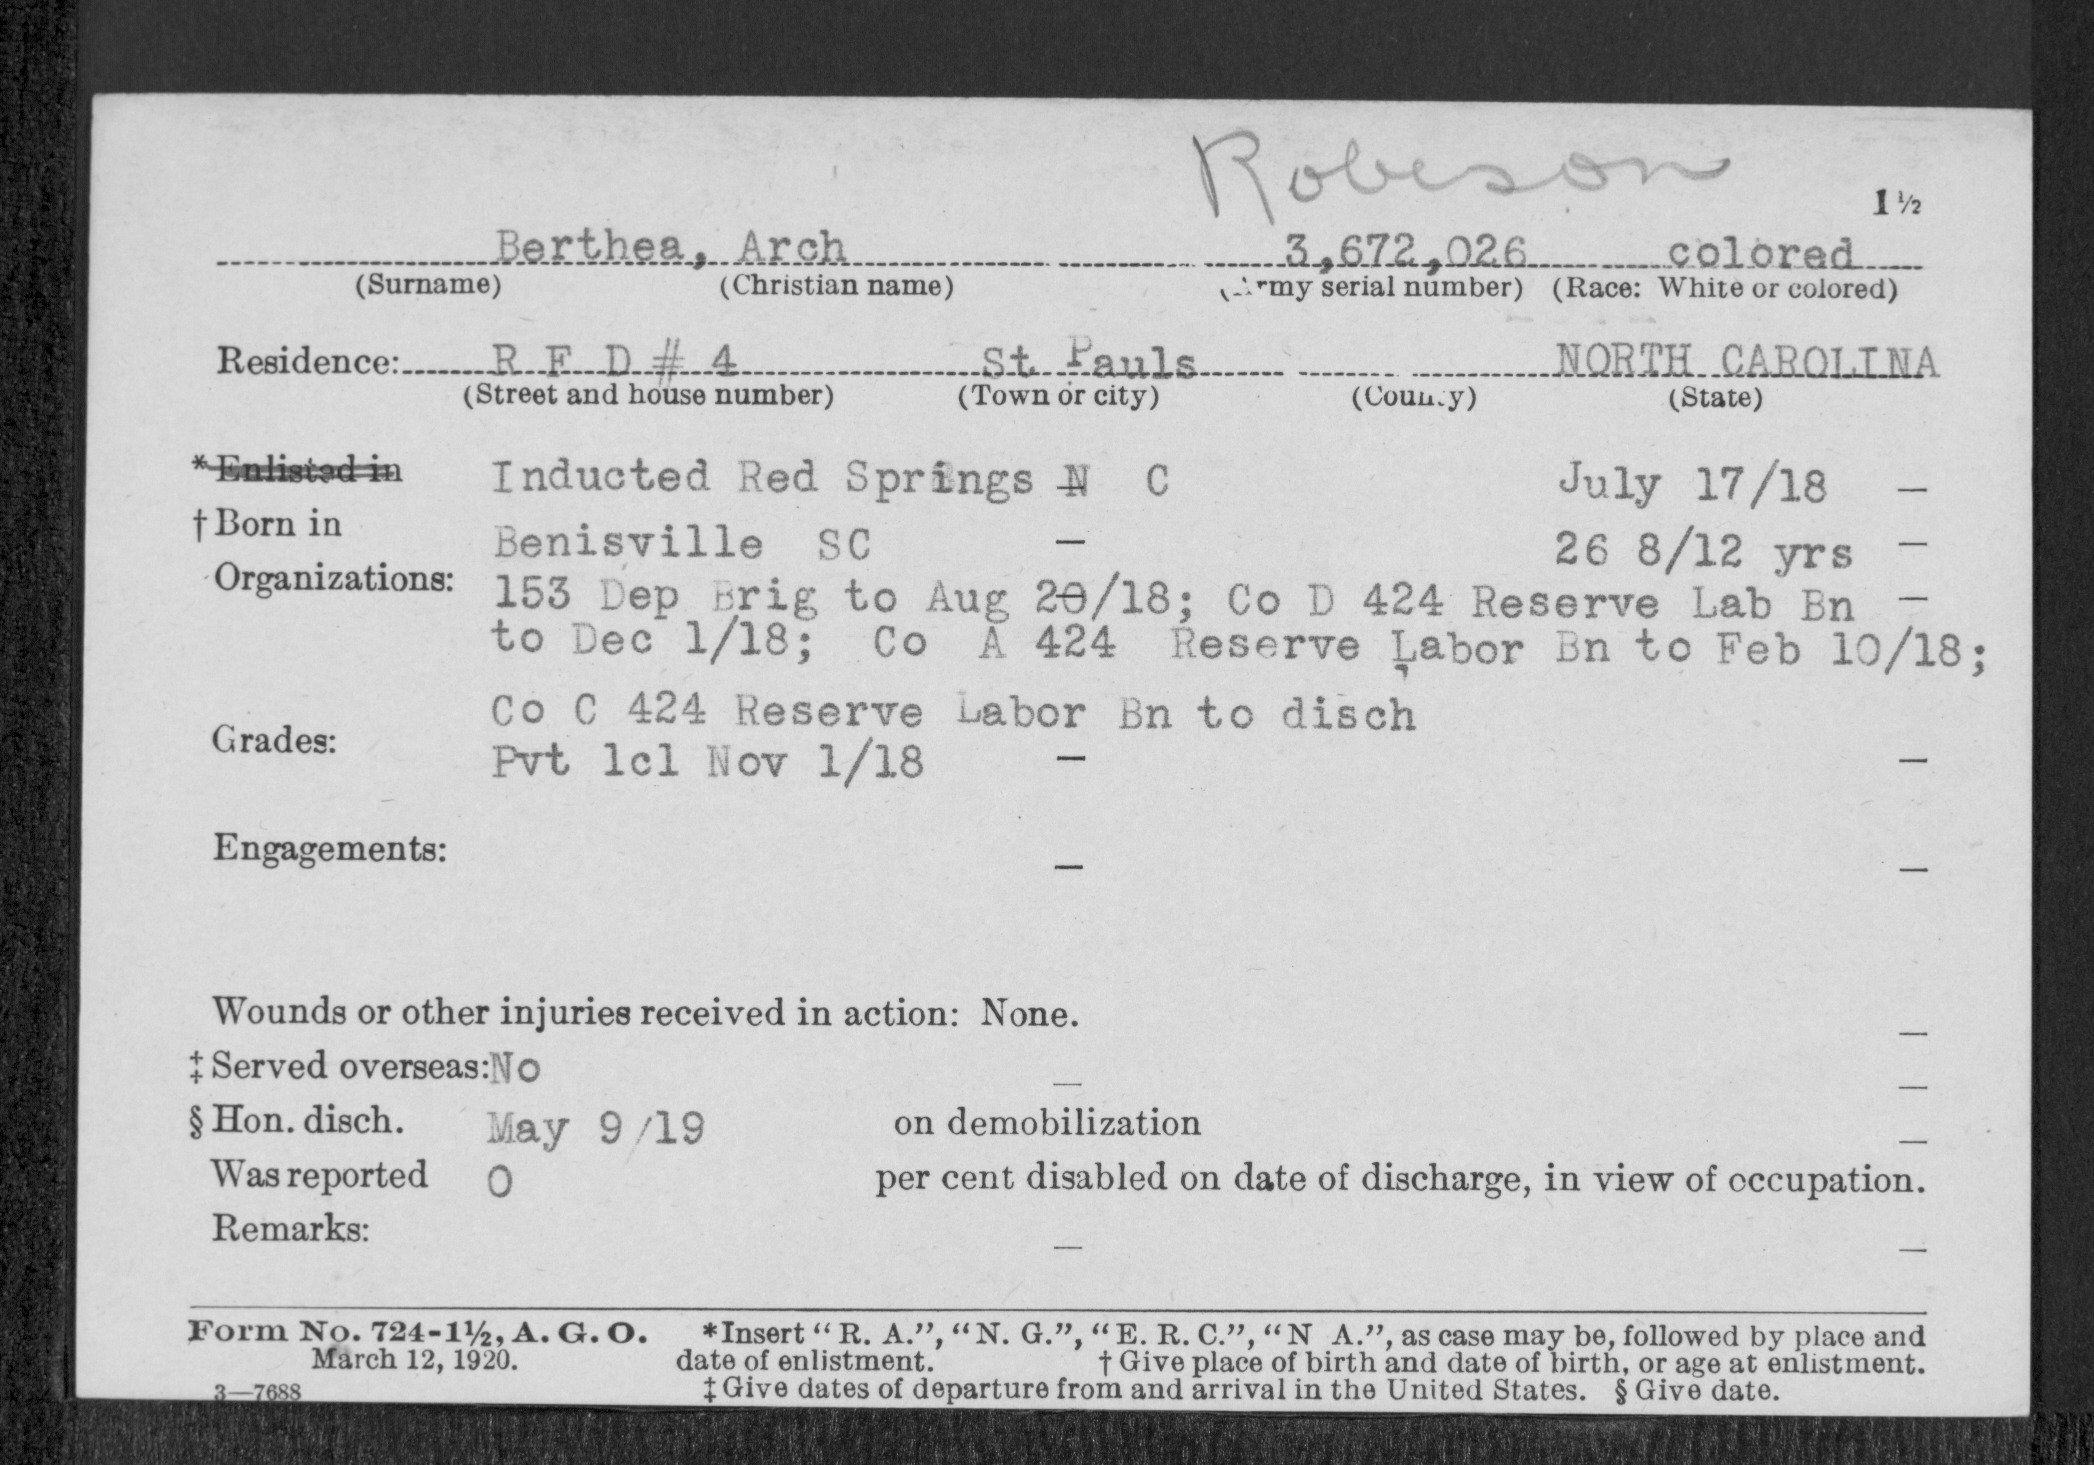 Robeson
1 ½
Berthea, Arch 3,672,026 colored
(Surname) (Christian name) (Army serial number) (Race: White or colored)
Residence: R F D # 4 St Pauls NORTH CAROLINA
(Street and house number) (Town or city) (County) (State)
*Enlisted in Inducted Red Springs N C July 17/18 –
†Born in Benisville SC – 26 8/12 yrs –
Organizations: 153 Dep Brig to Aug 20/18; Co D 424 Reserve Lab Bn –
to Dec 1/18; Co A 424 Reserve Labor Bn to Feb 10/18;
Co C 424 Reserve Labor Bn to disch
Grades: Pvt 1cl Nov 1/18 – –
Engagements: – –
Wounds or other injuries received in action: None. –
‡Served overseas: No – –
§Hon. disch. May 9/19 on demobilization –
Was reported 0 per cent disabled on date of discharge, in view of occupation.
Remarks: – –
Form No. 724-1½, A. G. O. *Insert "R. A.", "N. G.", "E. R. C.", "N A.", as case may be, followed by place and
March 12, 1920. date of enlistment. †Give place of birth and date of birth, or age at enlistment.
3—7688 ‡Give dates of departure from and arrival in the United States. §Give date.